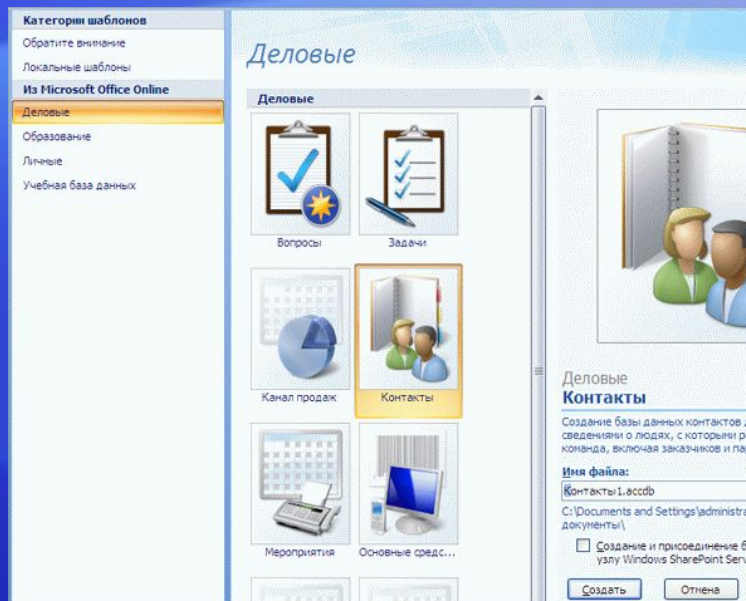 Категории шаблонов
Обратите внимание
Локальные шаблоны
Из Microsoft Office Online
Деловые
Образование
Личные
Учебная база данных
Деловые
Деловые
Вопросы
Задачи
Канал продаж
Контакты
Мероприятия
Основные средс...
Деловые
Контакты
Создание базы данных контактов
сведениями о людях, с которыми
команда, включая заказчиков и
Имя файла:
Контакты1.accdb
C:\Documents and Settings\administra
документы\
Создание и присоединение
узлу Windows SharePoint Serv
Создать
Отмена